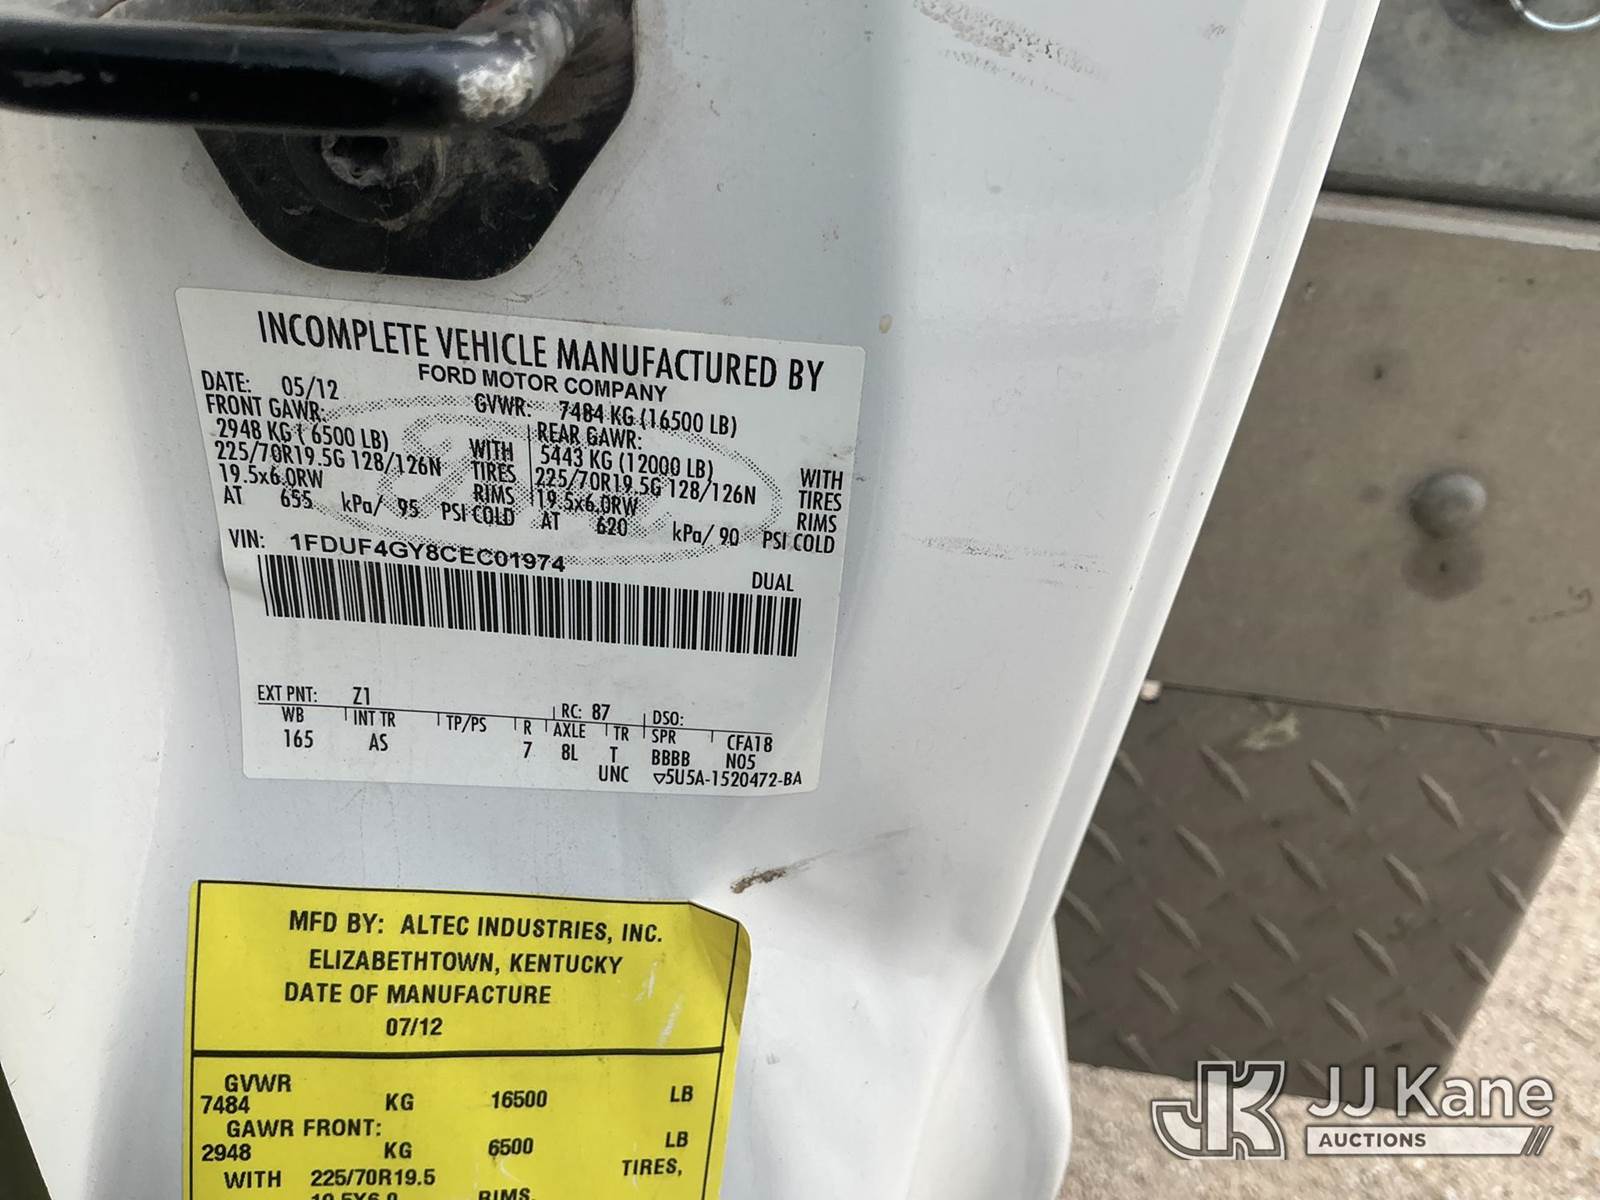 INCOMPLETE VEHICLE MANUFACTURED BY
FORD MOTOR COMPANY
DATE: 05/12 GVWR: 7484 KG (16500 LB)
FRONT GAWR: REAR GAWR:
2948 KG ( 6500 LB) WITH 5443 KG (12000 LB) WITH
225/70R19.5G 128/126N TIRES 225/70R19.5G 128/126N TIRES
19.5x6.0RW RIMS 19.5x6.0RW RIMS
AT 655 kPa/ 95 PSI COLD AT 620 kPa/ 90 PSI COLD
VIN: 1FDUF4GY8CEC01974
DUAL
EXT PNT: Z1 RC: 87 DSO:
WB INT TR TP/PS R AXLE TR SPR CFA18
165 AS 7 8L T BBBB N05
UNC ▽5U5A-1520472-BA
MFD BY: ALTEC INDUSTRIES, INC.
ELIZABETHTOWN, KENTUCKY
DATE OF MANUFACTURE
07/12
GVWR
7484 KG 16500 LB
GAWR FRONT:
2948 KG 6500 LB
WITH 225/70R19.5 TIRES,
19.5X6.0 RIMS,
JK JJ Kane
AUCTIONS